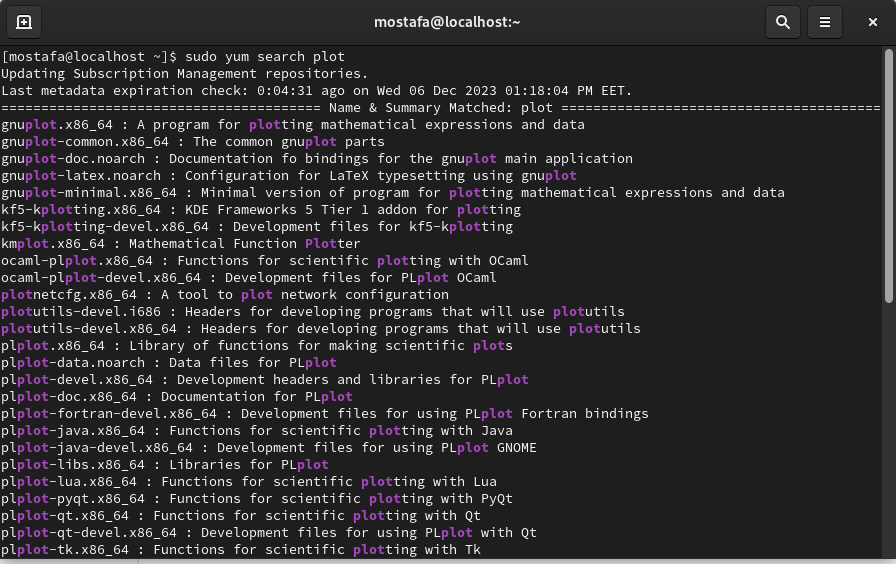 mostafa@localhost:~
[mostafa@localhost ~]$ sudo yum search plot
Updating Subscription Management repositories.
Last metadata expiration check: 0:04:31 ago on Wed 06 Dec 2023 01:18:04 PM EET.
======================================== Name & Summary Matched: plot ========================================
gnuplot.x86_64 : A program for plotting mathematical expressions and data
gnuplot-common.x86_64 : The common gnuplot parts
gnuplot-doc.noarch : Documentation fo bindings for the gnuplot main application
gnuplot-latex.noarch : Configuration for LaTeX typesetting using gnuplot
gnuplot-minimal.x86_64 : Minimal version of program for plotting mathematical expressions and data
kf5-kplotting.x86_64 : KDE Frameworks 5 Tier 1 addon for plotting
kf5-kplotting-devel.x86_64 : Development files for kf5-kplotting
kmplot.x86_64 : Mathematical Function Plotter
ocaml-plplot.x86_64 : Functions for scientific plotting with OCaml
ocaml-plplot-devel.x86_64 : Development files for PLplot OCaml
plotnetcfg.x86_64 : A tool to plot network configuration
plotutils-devel.i686 : Headers for developing programs that will use plotutils
plotutils-devel.x86_64 : Headers for developing programs that will use plotutils
plplot.x86_64 : Library of functions for making scientific plots
plplot-data.noarch : Data files for PLplot
plplot-devel.x86_64 : Development headers and libraries for PLplot
plplot-doc.x86_64 : Documentation for PLplot
plplot-fortran-devel.x86_64 : Development files for using PLplot Fortran bindings
plplot-java.x86_64 : Functions for scientific plotting with Java
plplot-java-devel.x86_64 : Development files for using PLplot GNOME
plplot-libs.x86_64 : Libraries for PLplot
plplot-lua.x86_64 : Functions for scientific plotting with Lua
plplot-pyqt.x86_64 : Functions for scientific plotting with PyQt
plplot-qt.x86_64 : Functions for scientific plotting with Qt
plplot-qt-devel.x86_64 : Development files for using PLplot with Qt
plplot-tk.x86_64 : Functions for scientific plotting with Tk